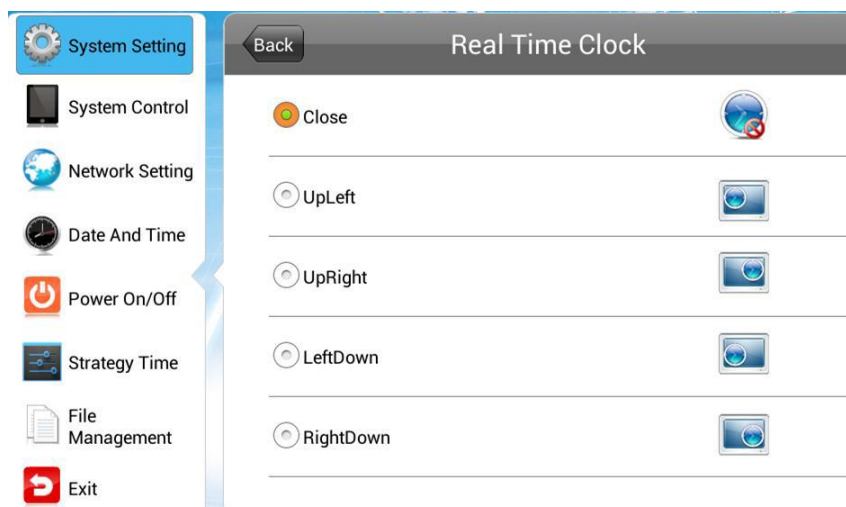 System Setting
System Control
Network Setting
Date And Time
Power On/Off
Strategy Time
File
Management
Exit
Back
Real Time Clock
Close
UpLeft
UpRight
LeftDown
RightDown